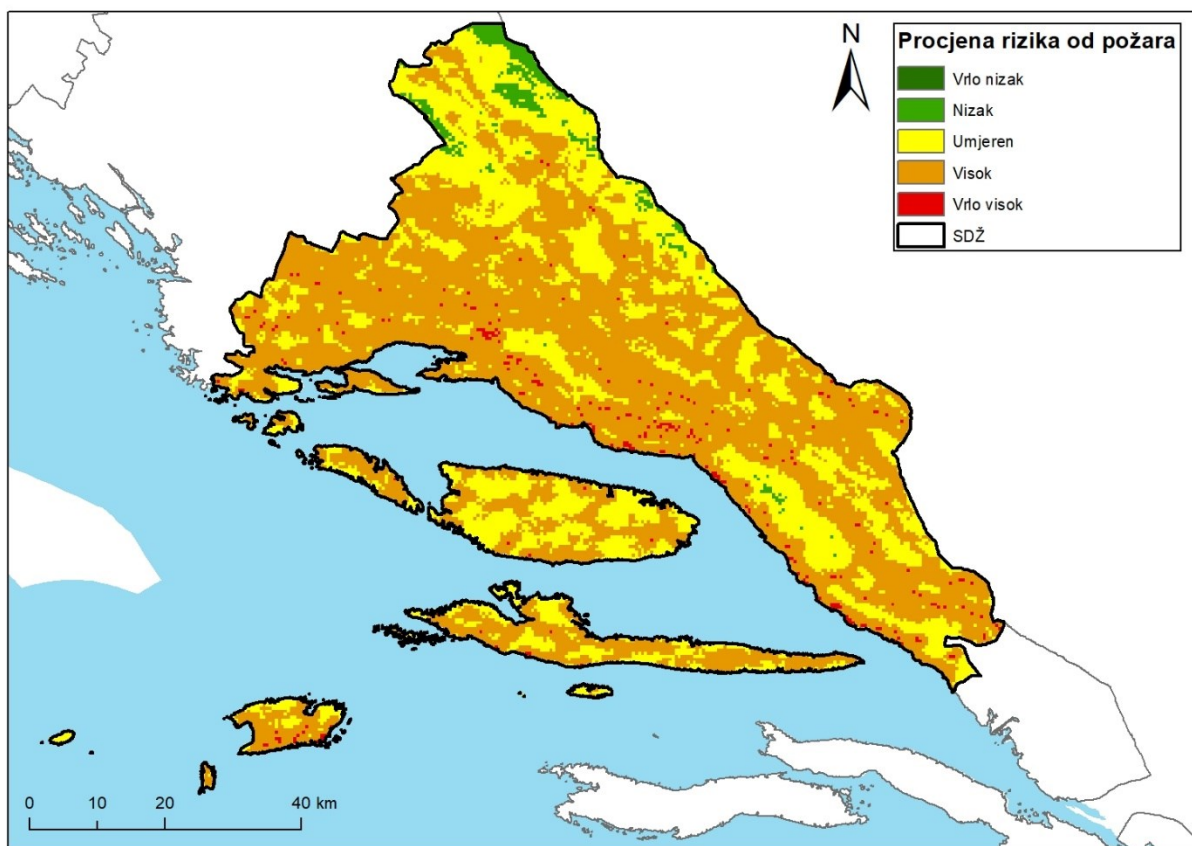 N
Procjena rizika od požara
Vrlo nizak
Nizak
Umjeren
Visok
Vrlo visok
SDŽ
0 10 20 40 km